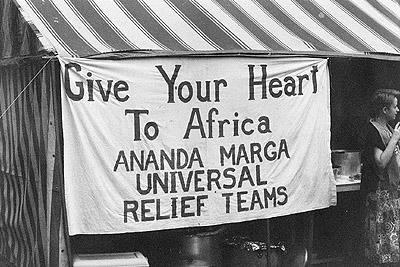 Give Your Heart
To Africa
ANANDA MARGA
UNIVERSAL
RELIEF TEAMS